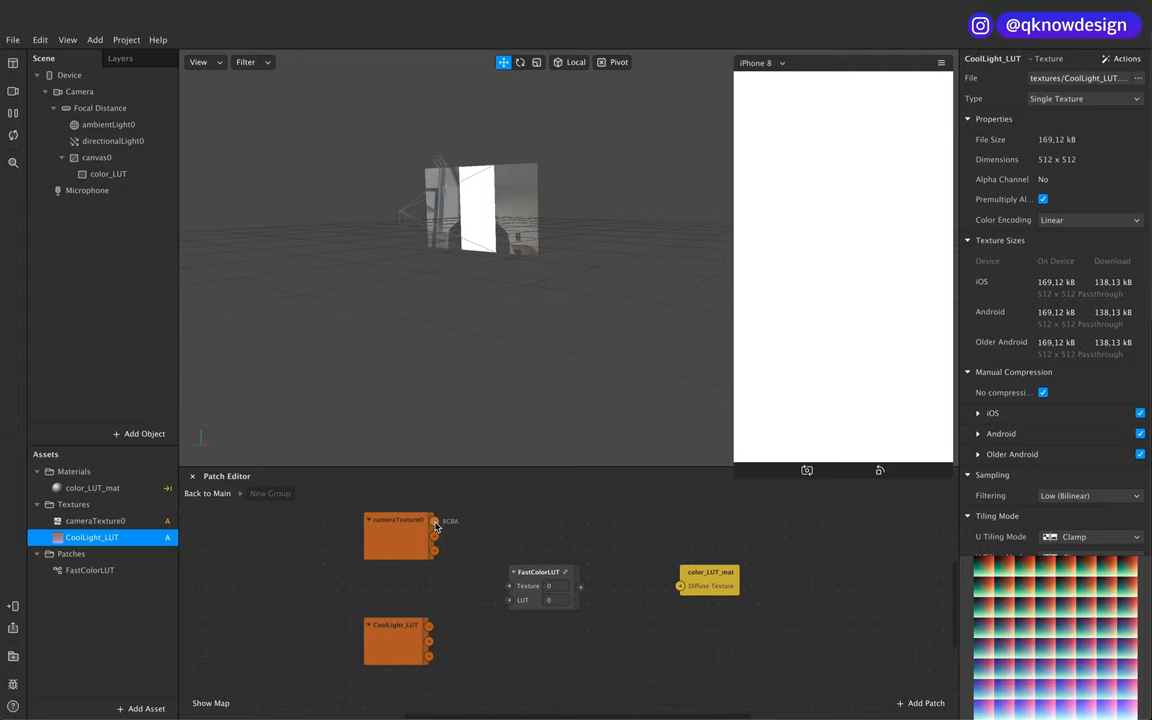 @qknowdesign
File Edit View Add Project Help
Scene Layers
Device
Camera
Focal Distance
ambientLight0
directionalLight0
canvas0
color_LUT
Microphone
+ Add Object
Assets
Materials
color_LUT_mat
Textures
cameraTexture0 A
CoolLight_LUT A
Patches
FastColorLUT
+ Add Asset
View Filter Local Pivot
iPhone 8
Patch Editor
Back to Main New Group
cameraTexture0
RGBA
FastColorLUT
Texture 0
LUT 0
color_LUT_mat
Diffuse Texture
CoolLight_LUT
Show Map
+ Add Patch
CoolLight_LUT - Texture Actions
File textures/CoolLight_LUT.... ...
Type Single Texture
Properties
File Size 169,12 kB
Dimensions 512 x 512
Alpha Channel No
Premultiply Al...
Color Encoding Linear
Texture Sizes
Device On Device Download
iOS 169,12 kB 138,13 kB
512 x 512 Passthrough
Android 169,12 kB 138,13 kB
512 x 512 Passthrough
Older Android 169,12 kB 138,13 kB
512 x 512 Passthrough
Manual Compression
No compressi...
iOS
Android
Older Android
Sampling
Filtering Low (Bilinear)
Tiling Mode
U Tiling Mode Clamp